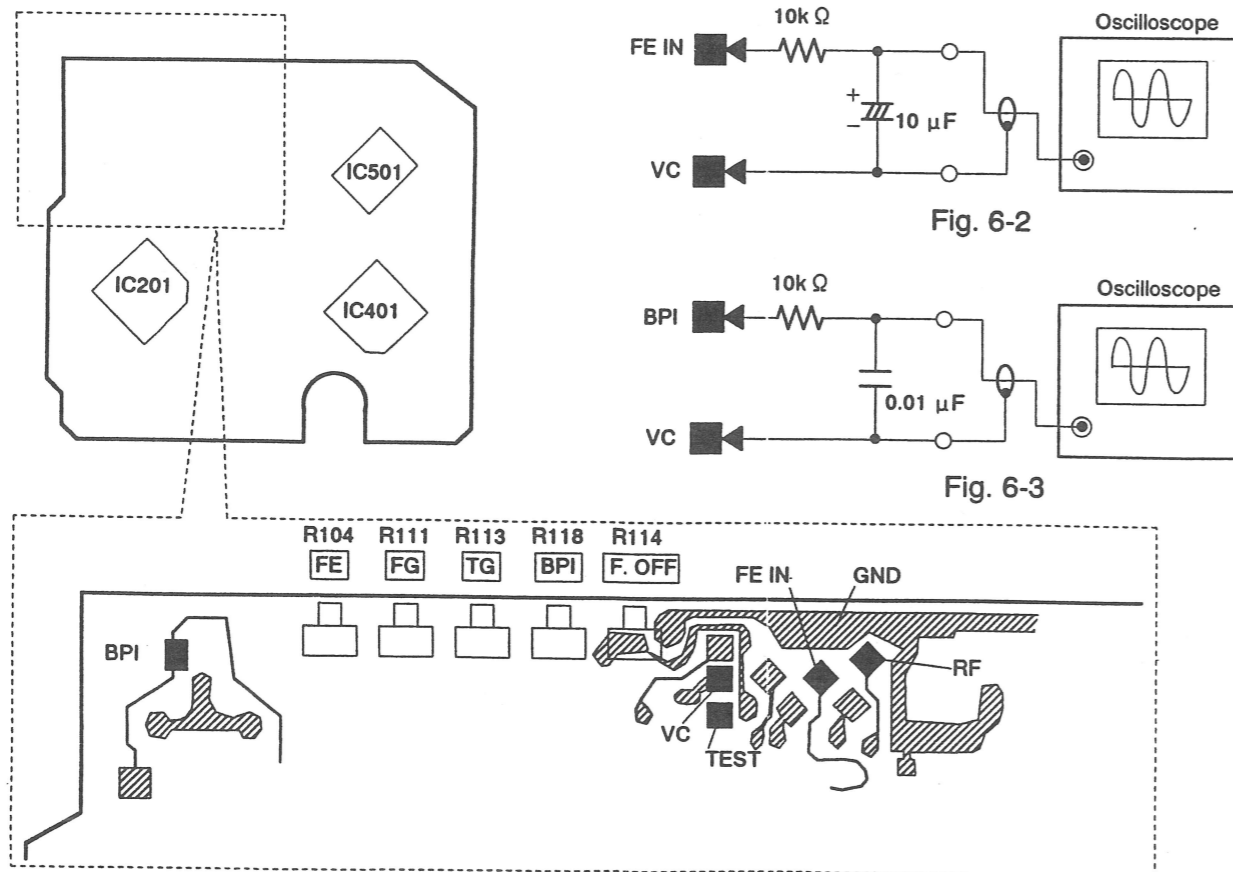 IC501
IC201
IC401
10k Ω
Oscilloscope
FE IN
+
–
10 µF
VC
Fig. 6-2
10k Ω
Oscilloscope
BPI
0.01 µF
VC
Fig. 6-3
R104 R111 R113 R118 R114
FE FG TG BPI F. OFF
FE IN GND
BPI
RF
VC
TEST